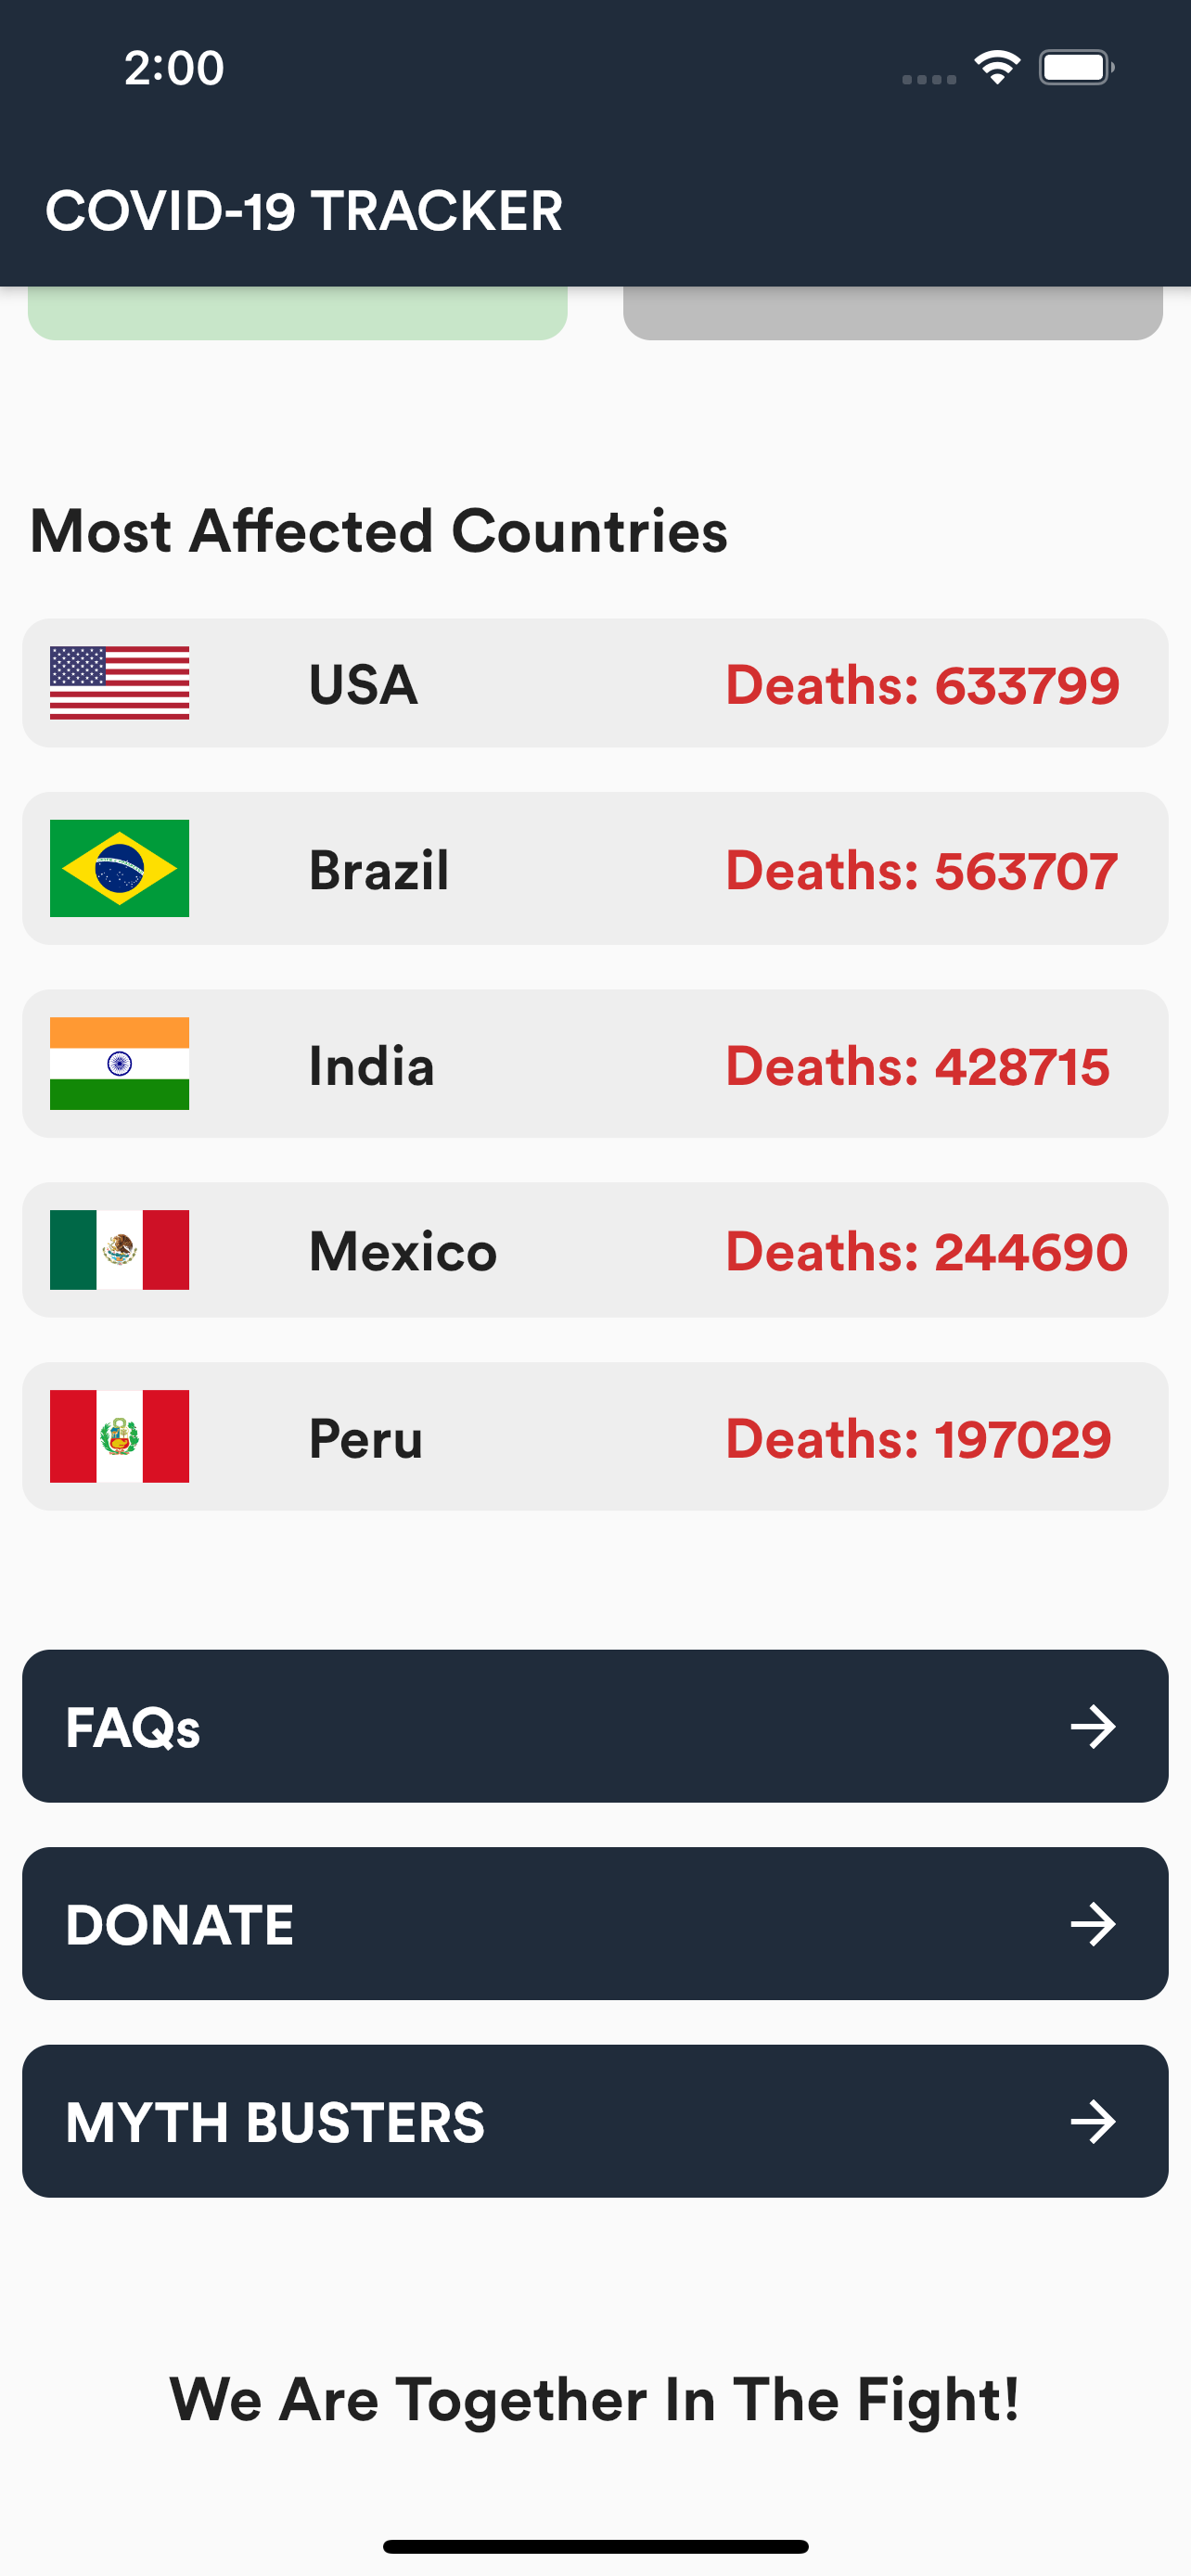 2:00
COVID-19 TRACKER
Most Affected Countries
USA Deaths: 633799
Brazil Deaths: 563707
India Deaths: 428715
Mexico Deaths: 244690
Peru Deaths: 197029
FAQs
DONATE
MYTH BUSTERS
We Are Together In The Fight!